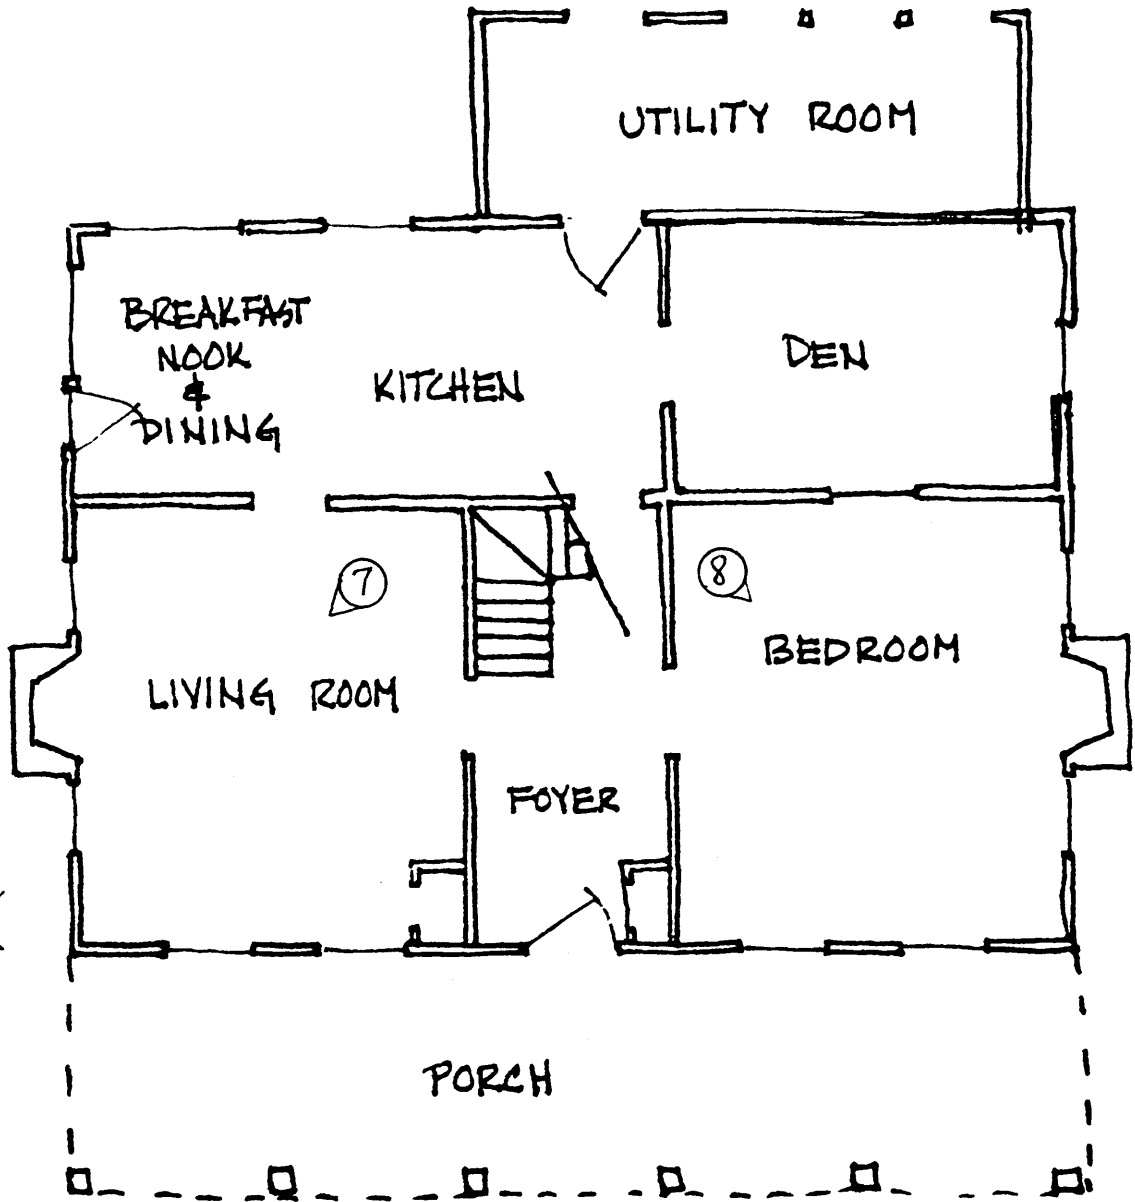 UTILITY ROOM
BREAKFAST
NOOK
&
DINING
KITCHEN
DEN
7
8
LIVING ROOM
BEDROOM
FOYER
PORCH